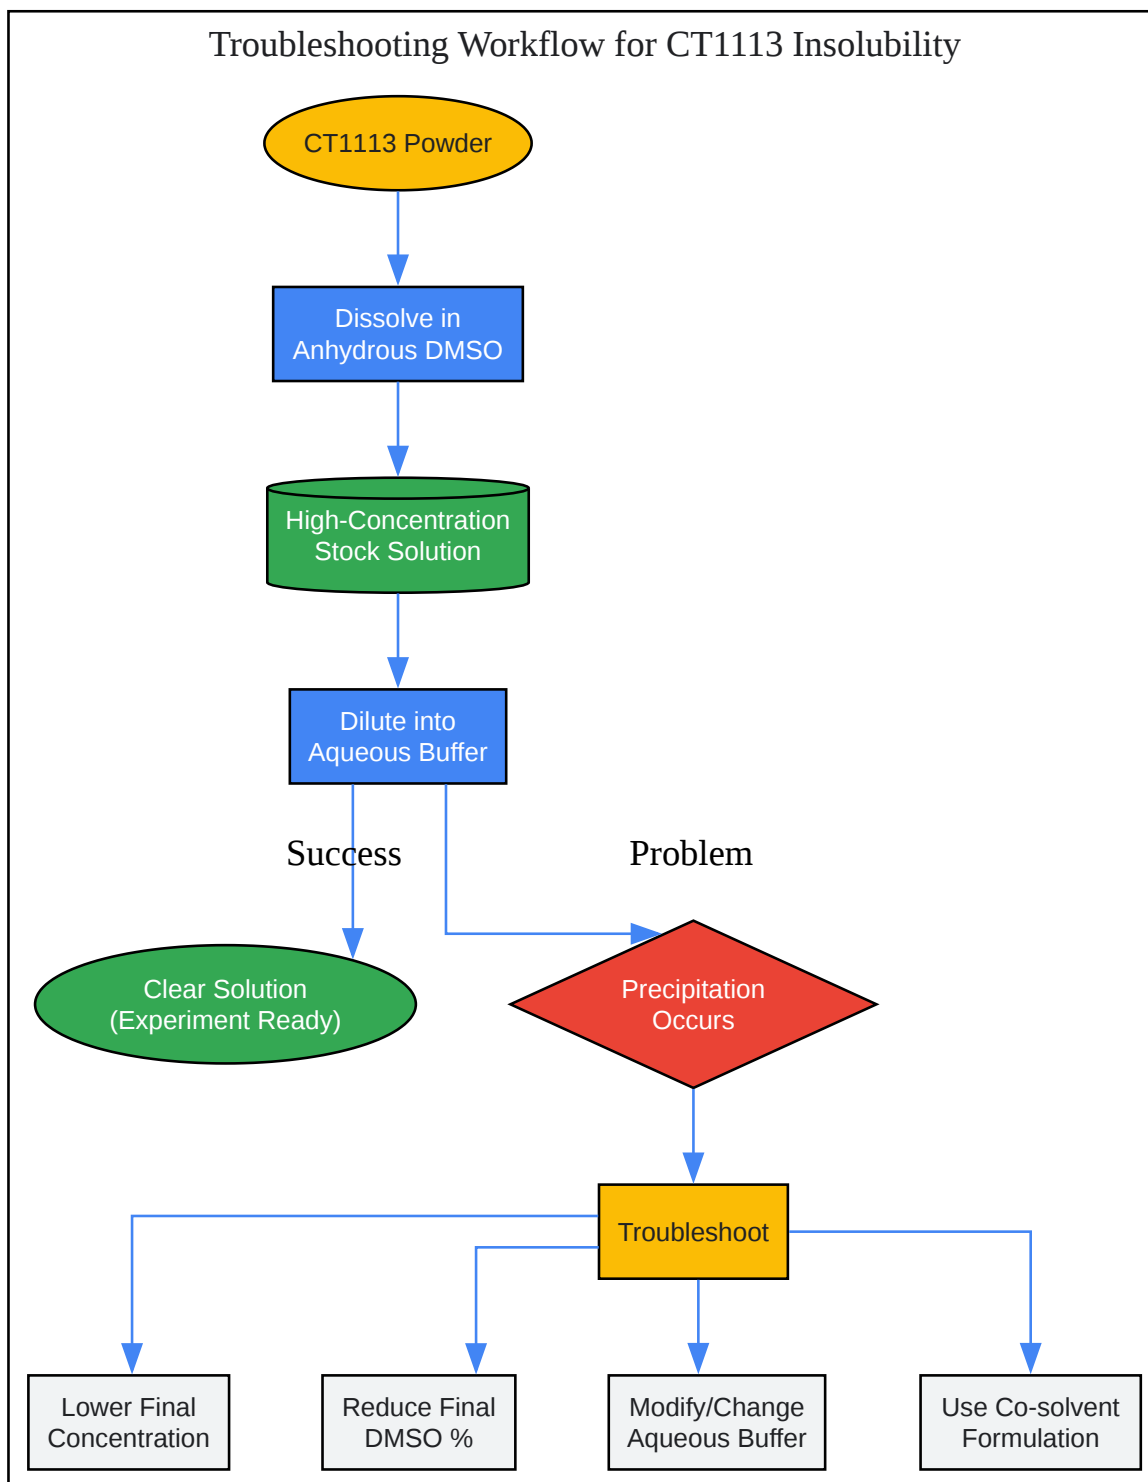 Troubleshooting Workflow for CT1113 Insolubility
CT1113 Powder
Dissolve in
Anhydrous DMSO
High-Concentration
Stock Solution
Dilute into
Aqueous Buffer
Success
Problem
Clear Solution
(Experiment Ready)
Precipitation
Occurs
Troubleshoot
Lower Final
Concentration
Reduce Final
DMSO %
Modify/Change
Aqueous Buffer
Use Co-solvent
Formulation